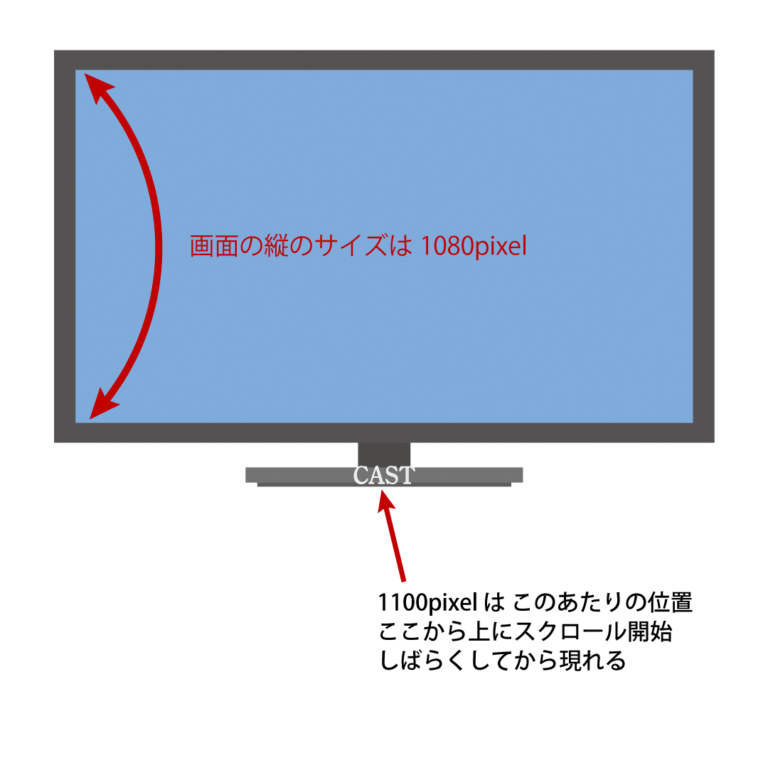 画面の縦のサイズは 1080pixel
CAST
1100pixel は このあたりの位置
ここから上にスクロール開始
しばらくしてから現れる